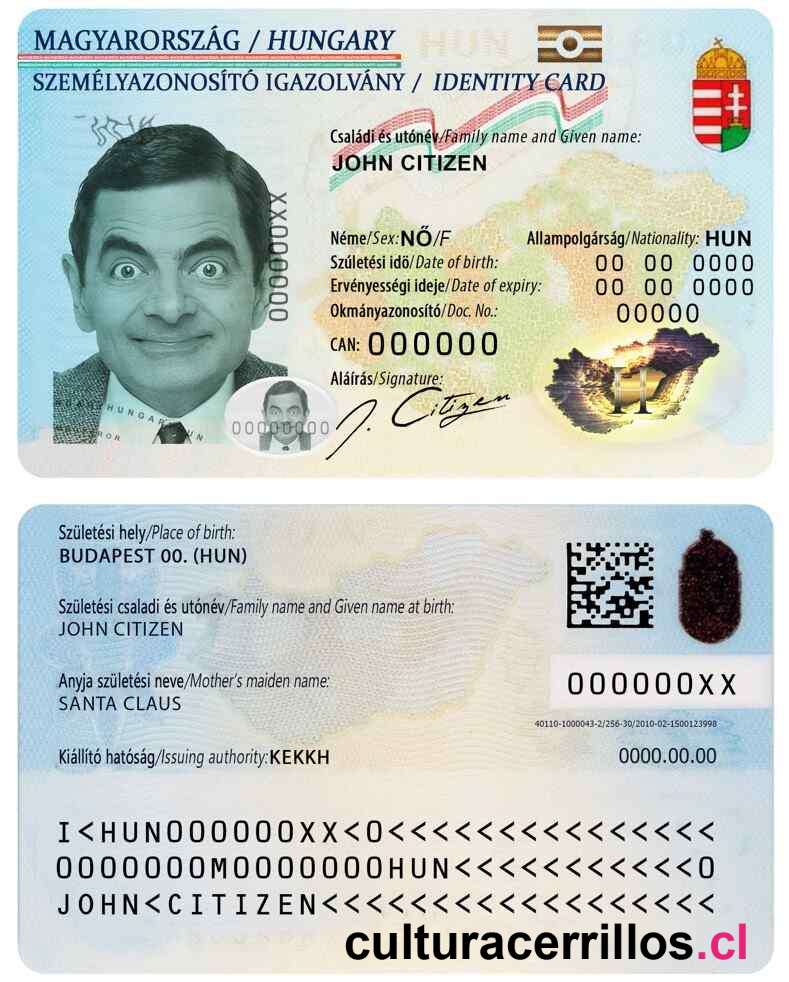 MAGYARORSZÁG / HUNGARY
SZEMÉLYAZONOSÍTÓ IGAZOLVÁNY / IDENTITY CARD
HUN
Családi és utónév/Family name and Given name:
JOHN CITIZEN
Néme/Sex: NŐ/F
Allampolgárság/Nationality: HUN
Születési idő/Date of birth: 00 00 0000
Érvényességi ideje/Date of expiry: 00 00 0000
Okmányazonosító/Doc. No.: 00000
CAN: 000000
Aláírás/Signature:
J. Citizen
000000XX
00000000
H
Születési hely/Place of birth:
BUDAPEST 00. (HUN)
Születési csaladi és utónév/Family name and Given name at birth:
JOHN CITIZEN
Anyja születési neve/Mother's maiden name:
SANTA CLAUS
000000XX
40110-1000043-2/256-30/2010-02-1500123998
Kiállító hatóság/Issuing authority: KEKKH
0000.00.00
I<HUN000000XX<0<<<<<<<<<<<<<<<
0000000M0000000HUN<<<<<<<<<<<0
JOHN<CITIZEN<<<<<<<<<<<<<<<<<<
culturacerrillos.cl